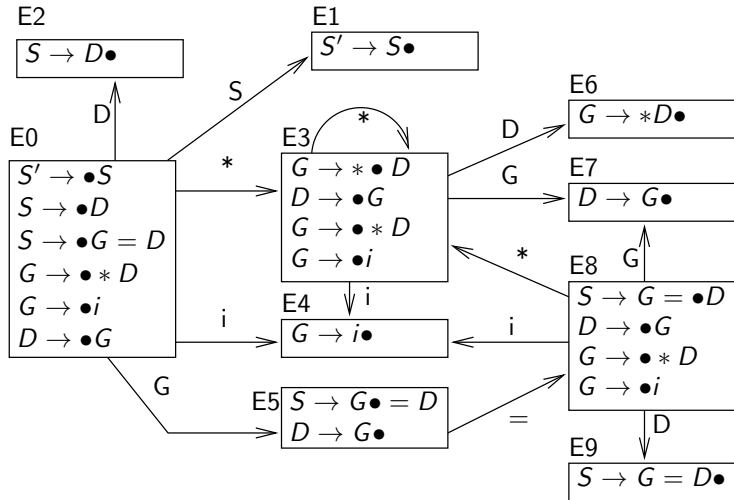 E2
S → D●
E1
S′ → S●
D
S
E0
S′ → ●S
S → ●D
S → ●G = D
G → ● ∗ D
G → ●i
D → ●G
*
E3
*
G → ∗ ● D
D → ●G
G → ● ∗ D
G → ●i
D
G
E6
G → ∗D●
E7
D → G●
G
*
E8
S → G = ●D
D → ●G
G → ● ∗ D
G → ●i
i
i
i
E4
G → i●
G
E5
S → G● = D
D → G●
=
D
E9
S → G = D●